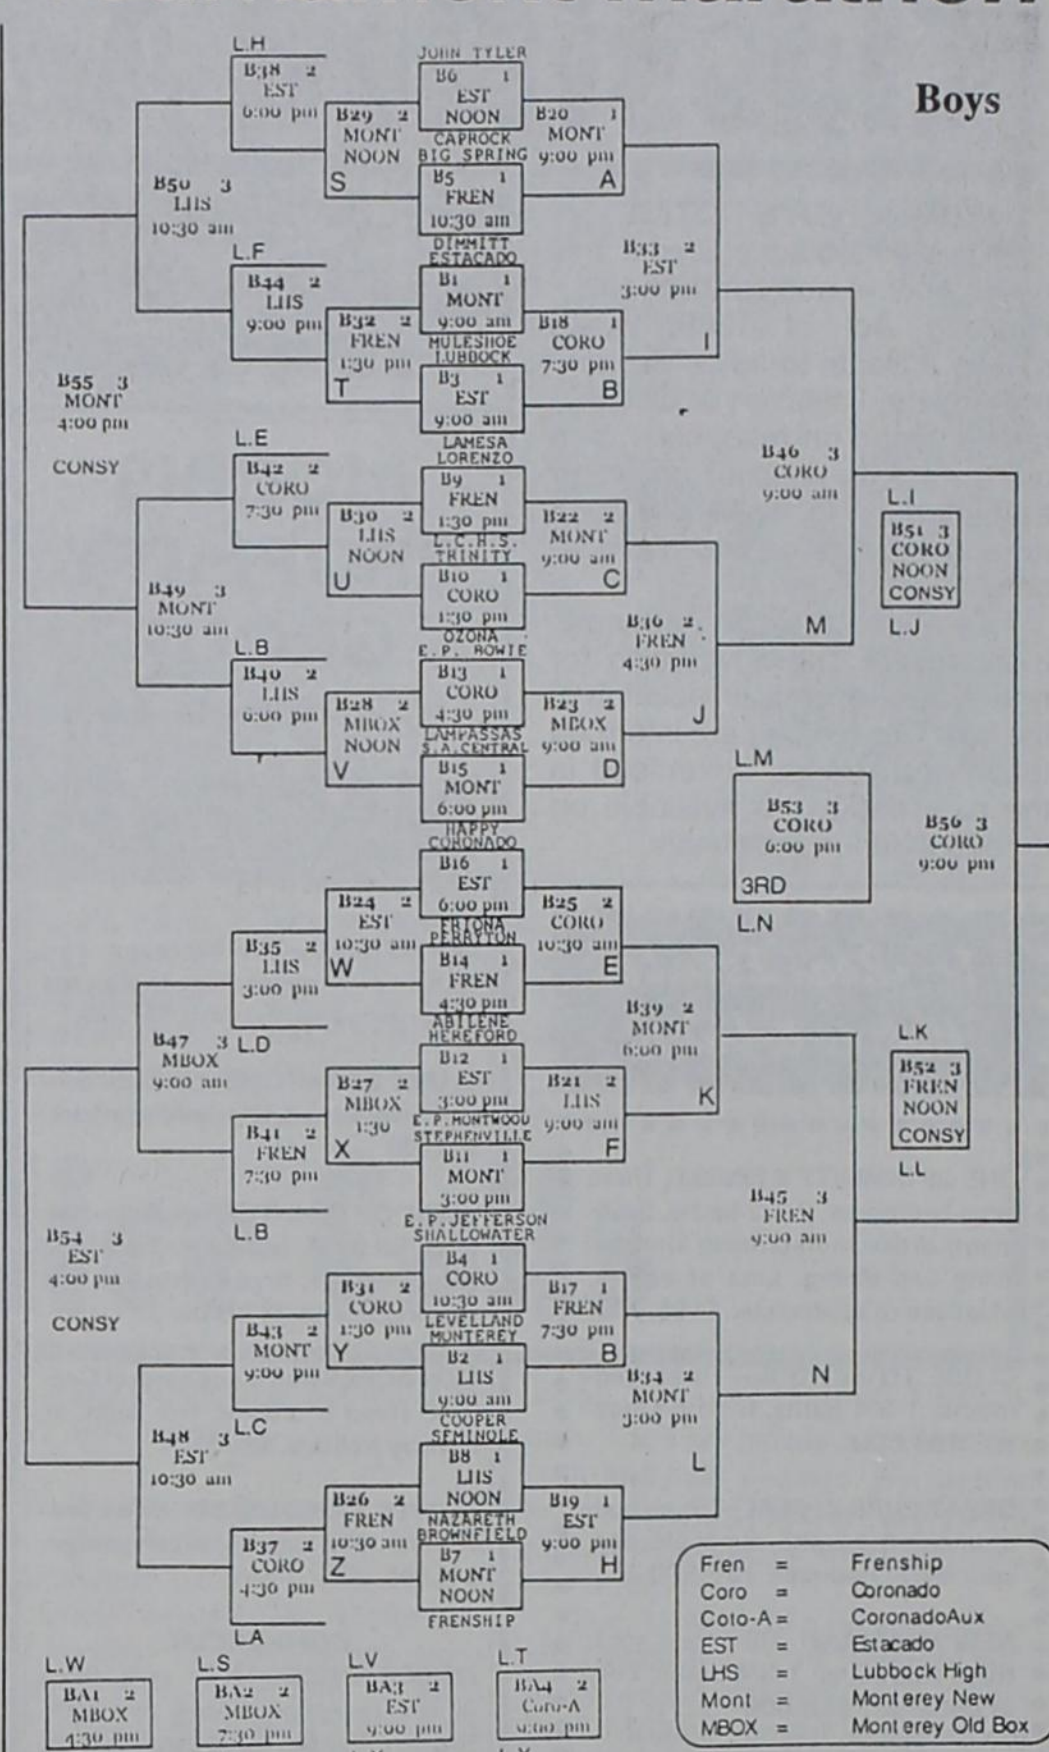 Boys
L.H
B38 2
EST
6:00 pm
B50 3
LHS
10:30 am
L.F
B44 2
LHS
9:00 pm
B55 3
MONT
4:00 pm
CONSY
L.E
B42 2
CORO
7:30 pm
B49 3
MONT
10:30 am
L.B
B40 2
LHS
6:00 pm
B29 2
MONT
NOON
S
B32 2
FREN
1:30 pm
T
B30 2
LHS
NOON
U
B28 2
MBOX
NOON
V
JOHN TYLER
B6 1
EST
NOON
CAPROCK
BIG SPRING
B5 1
FREN
10:30 am
DIMMITT
ESTACADO
B1 1
MONT
9:00 am
MULESHOE
LUBBOCK
B3 1
EST
9:00 am
LAMESA
LORENZO
B9 1
FREN
1:30 pm
L.C.H.S.
TRINITY
B10 1
CORO
1:30 pm
OZONA
E.P. BOWIE
B13 1
CORO
4:30 pm
LAMPASSAS
S.A.CENTRAL
B15 1
MONT
6:00 pm
HAPPY
CORONADO
B16 1
EST
6:00 pm
FRIONA
PERRYTON
B14 1
FREN
4:30 pm
ABILENE
HEREFORD
B12 1
EST
3:00 pm
E.P.MONTWOOD
STEPHENVILLE
B11 1
MONT
3:00 pm
E.P.JEFFERSON
SHALLOWATER
B4 1
CORO
10:30 am
LEVELLAND
MONTEREY
B2 1
LHS
9:00 am
COOPER
SEMINOLE
B8 1
LHS
NOON
NAZARETH
BROWNFIELD
B7 1
MONT
NOON
FRENSHIP
B20 1
MONT
9:00 pm
A
B18 1
CORO
7:30 pm
B
B22 2
MONT
9:00 am
C
B23 2
MBOX
9:00 am
D
B25 2
CORO
10:30 am
E
B21 2
LHS
9:00 am
F
B17 1
FREN
7:30 pm
B
B19 1
EST
9:00 pm
H
B33 2
EST
3:00 pm
I
B36 2
FREN
4:30 pm
J
B39 2
MONT
6:00 pm
K
B34 2
MONT
3:00 pm
L
B46 3
CORO
9:00 am
M
B45 3
FREN
9:00 am
N
L.I
B51 3
CORO
NOON
CONSY
L.J
L.M
B53 3
CORO
6:00 pm
3RD
L.N
B56 3
CORO
9:00 pm
L.K
B52 3
FREN
NOON
CONSY
L.L
B24 2
EST
10:30 am
W
B27 2
MBOX
1:30
X
B31 2
CORO
1:30 pm
Y
B26 2
FREN
10:30 am
Z
B35 2
LHS
3:00 pm
L.D
B47 3
MBOX
9:00 am
B41 2
FREN
7:30 pm
L.B
B54 3
EST
4:00 pm
CONSY
B43 2
MONT
9:00 pm
L.C
B48 3
EST
10:30 am
B37 2
CORO
4:30 pm
L.A
L.W
BA1 2
MBOX
4:30 pm
L.S
BA2 2
MBOX
7:30 pm
L.V
BA3 2
EST
9:00 pm
L.T
BA4 2
Coro-A
Fren = Frenship
Coro = Coronado
Coto-A = CoronadoAux
EST = Estacado
LHS = Lubbock High
Mont = Monterey New
MBOX = Monterey Old Box